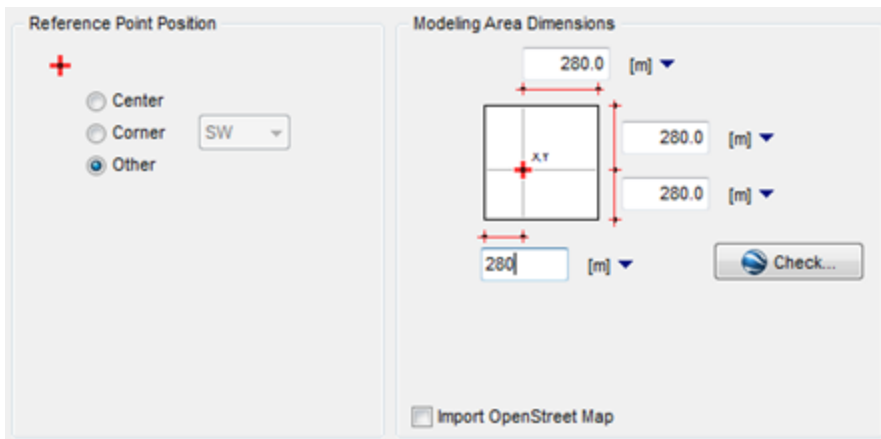 Reference Point Position
Center
Corner SW
Other
Modeling Area Dimensions
280.0 [m]
X,Y
280.0 [m]
280.0 [m]
280 [m]
Check...
Import OpenStreet Map